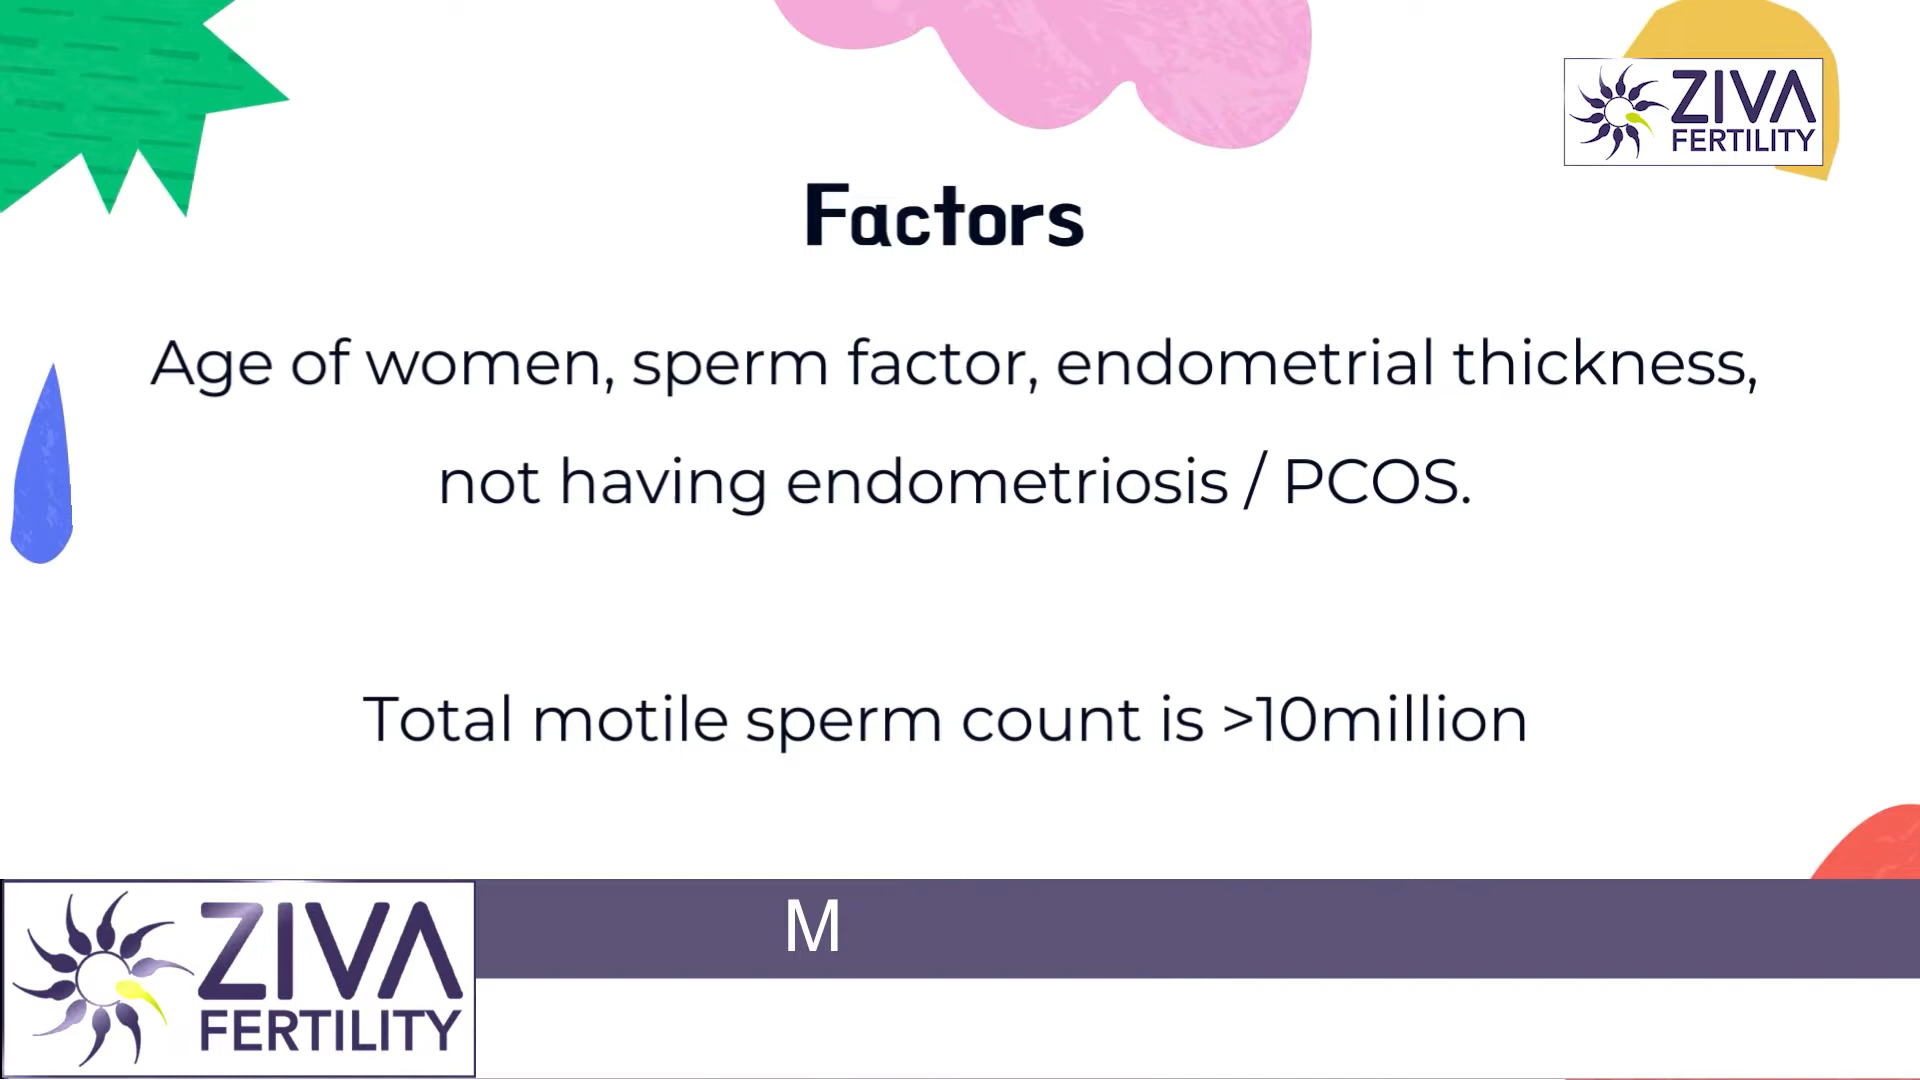 ZIVA
FERTILITY
Factors
Age of women, sperm factor, endometrial thickness,
not having endometriosis / PCOS.
Total motile sperm count is >10million
M
ZIVA
FERTILITY